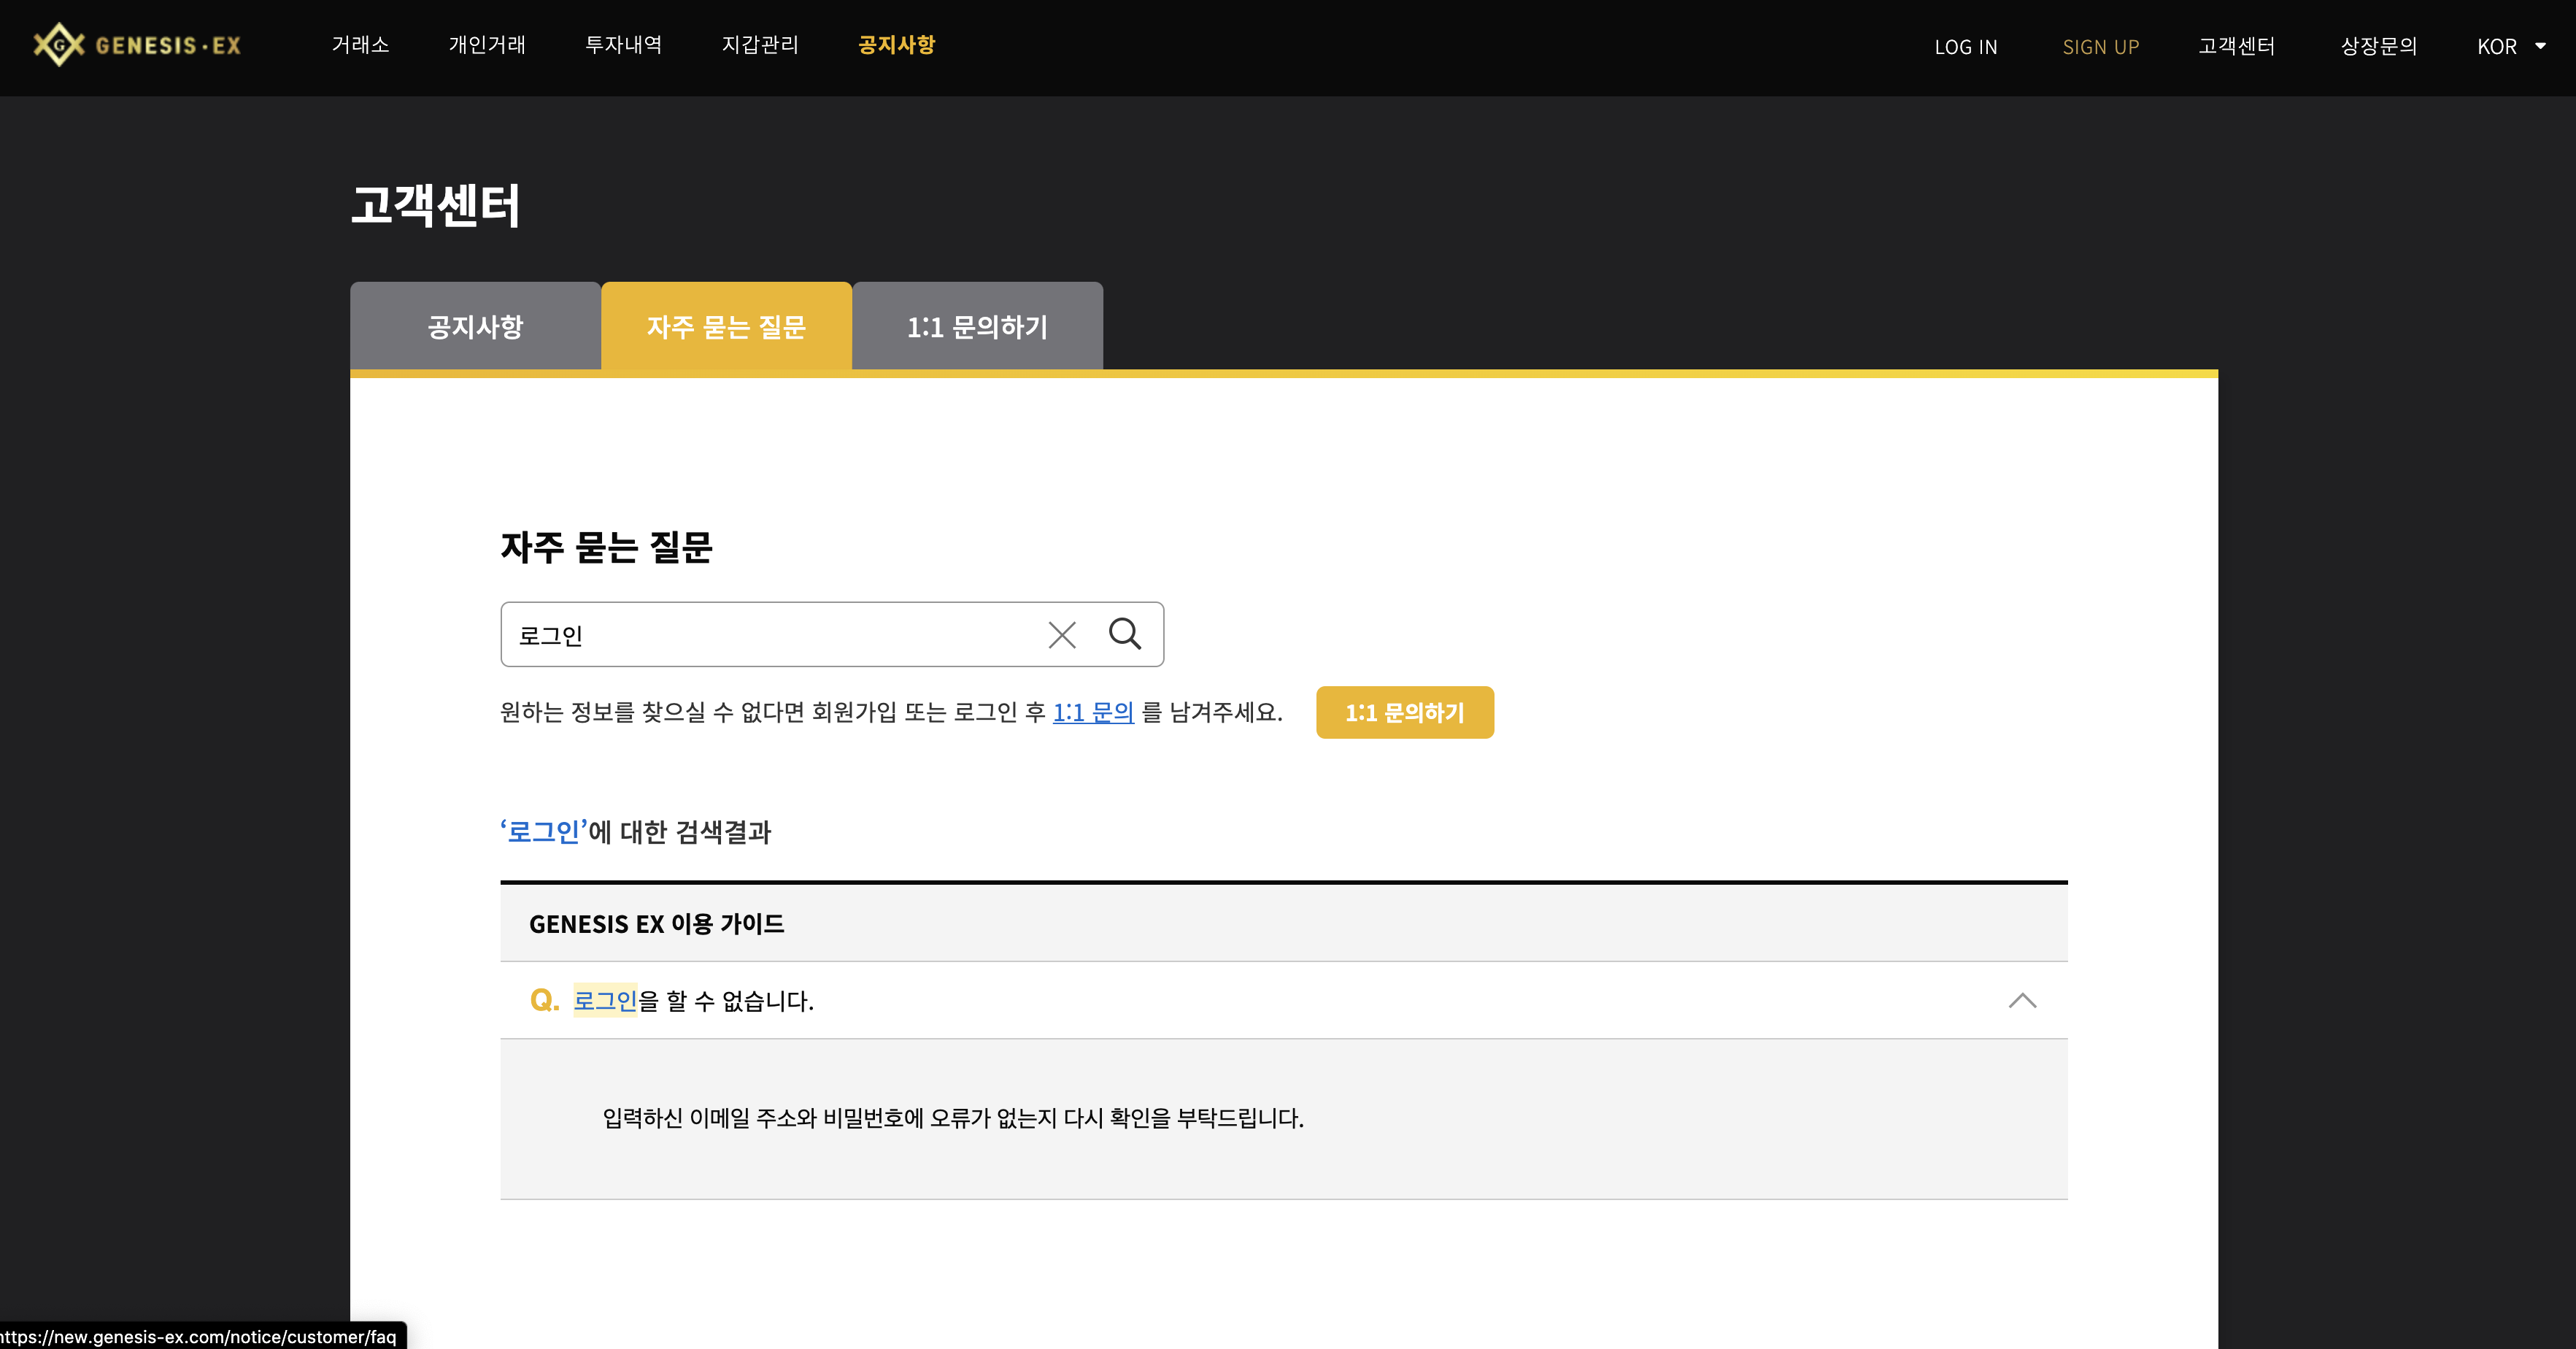 GENESIS·EX
거래소 개인거래 투자내역 지갑관리 공지사항 LOG IN SIGN UP 고객센터 상장문의 KOR
고객센터
공지사항 자주 묻는 질문 1:1 문의하기
자주 묻는 질문
로그인
원하는 정보를 찾으실 수 없다면 회원가입 또는 로그인 후 1:1 문의 를 남겨주세요. 1:1 문의하기
‘로그인’에 대한 검색결과
GENESIS EX 이용 가이드
Q. 로그인을 할 수 없습니다.
입력하신 이메일 주소와 비밀번호에 오류가 없는지 다시 확인을 부탁드립니다.
https://new.genesis-ex.com/notice/customer/faq